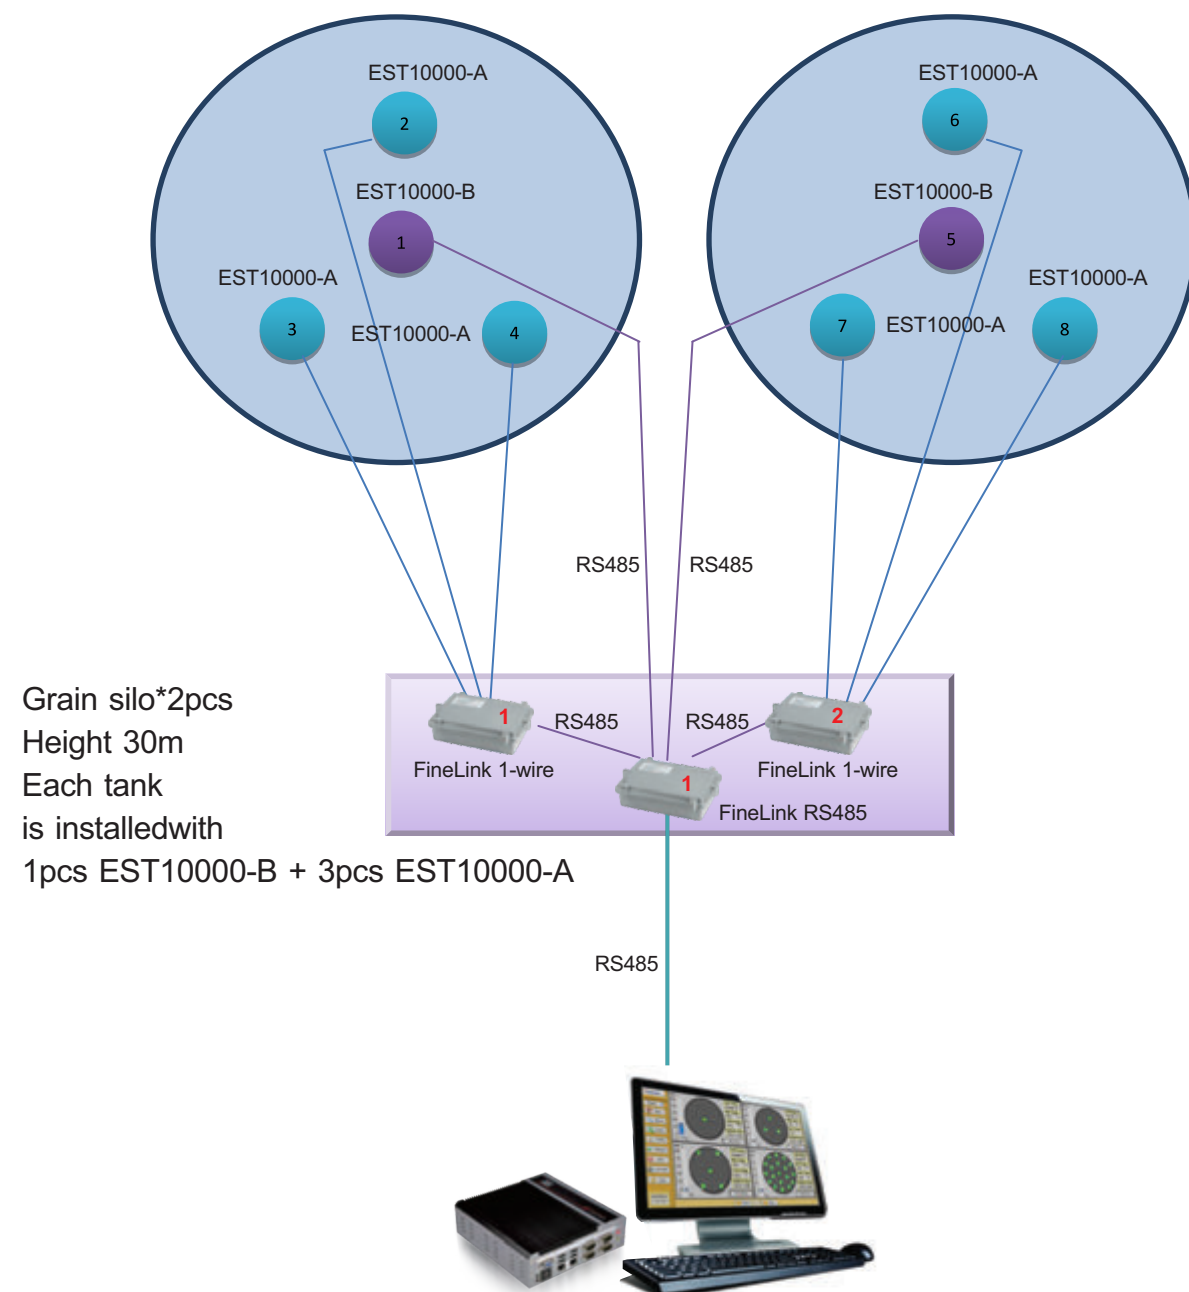 EST10000-A
2
EST10000-B
1
EST10000-A
3
EST10000-A
4
EST10000-A
6
EST10000-B
5
EST10000-A
7
EST10000-A
8
RS485
RS485
Grain silo*2pcs
Height 30m
Each tank
is installedwith
1pcs EST10000-B + 3pcs EST10000-A
1
RS485
RS485
2
FineLink 1-wire
FineLink 1-wire
1
FineLink RS485
RS485